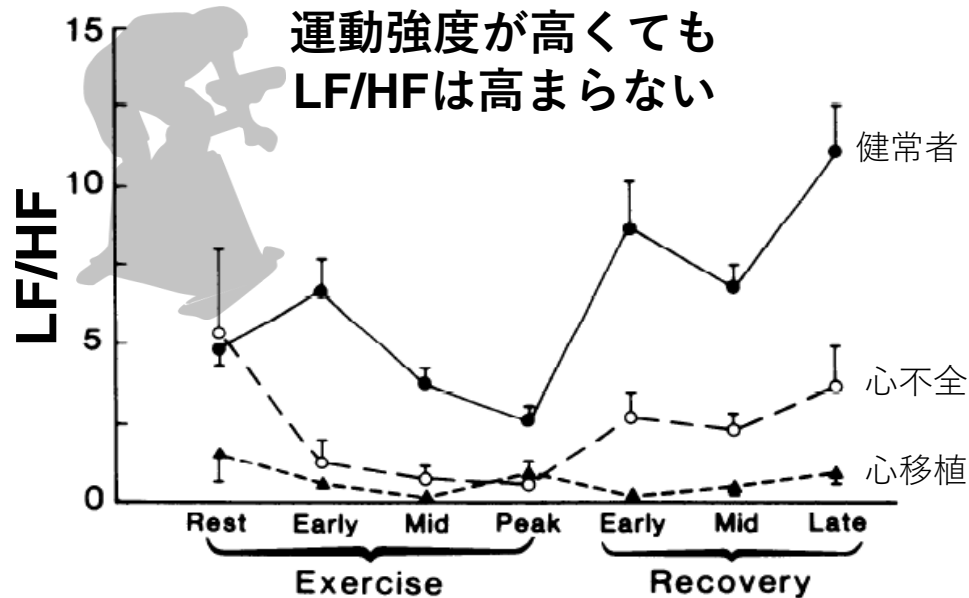 運動強度が高くても
LF/HFは高まらない
15
10
5
0
LF/HF
健常者
心不全
心移植
Rest Early Mid Peak Early Mid Late
Exercise Recovery